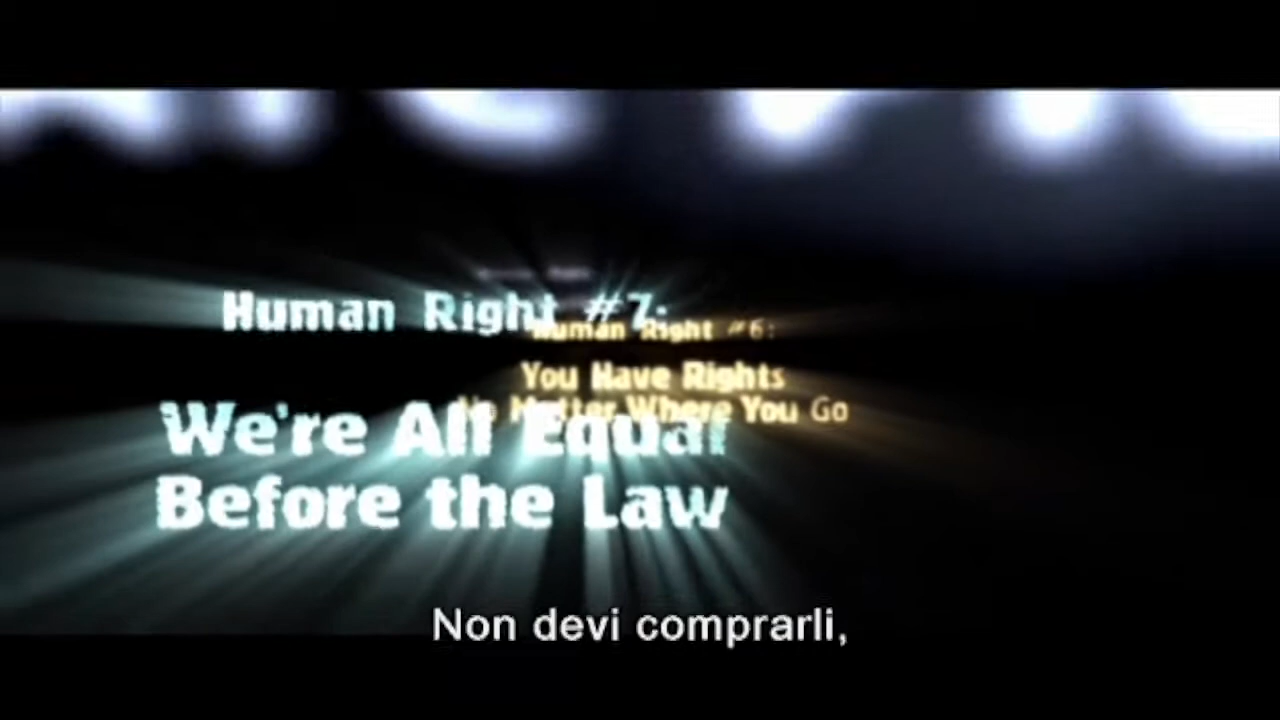 Human Right #7:
We're All Equal
Before the Law
Human Right #6:
You Have Rights
No Matter Where You Go
Non devi comprarli,